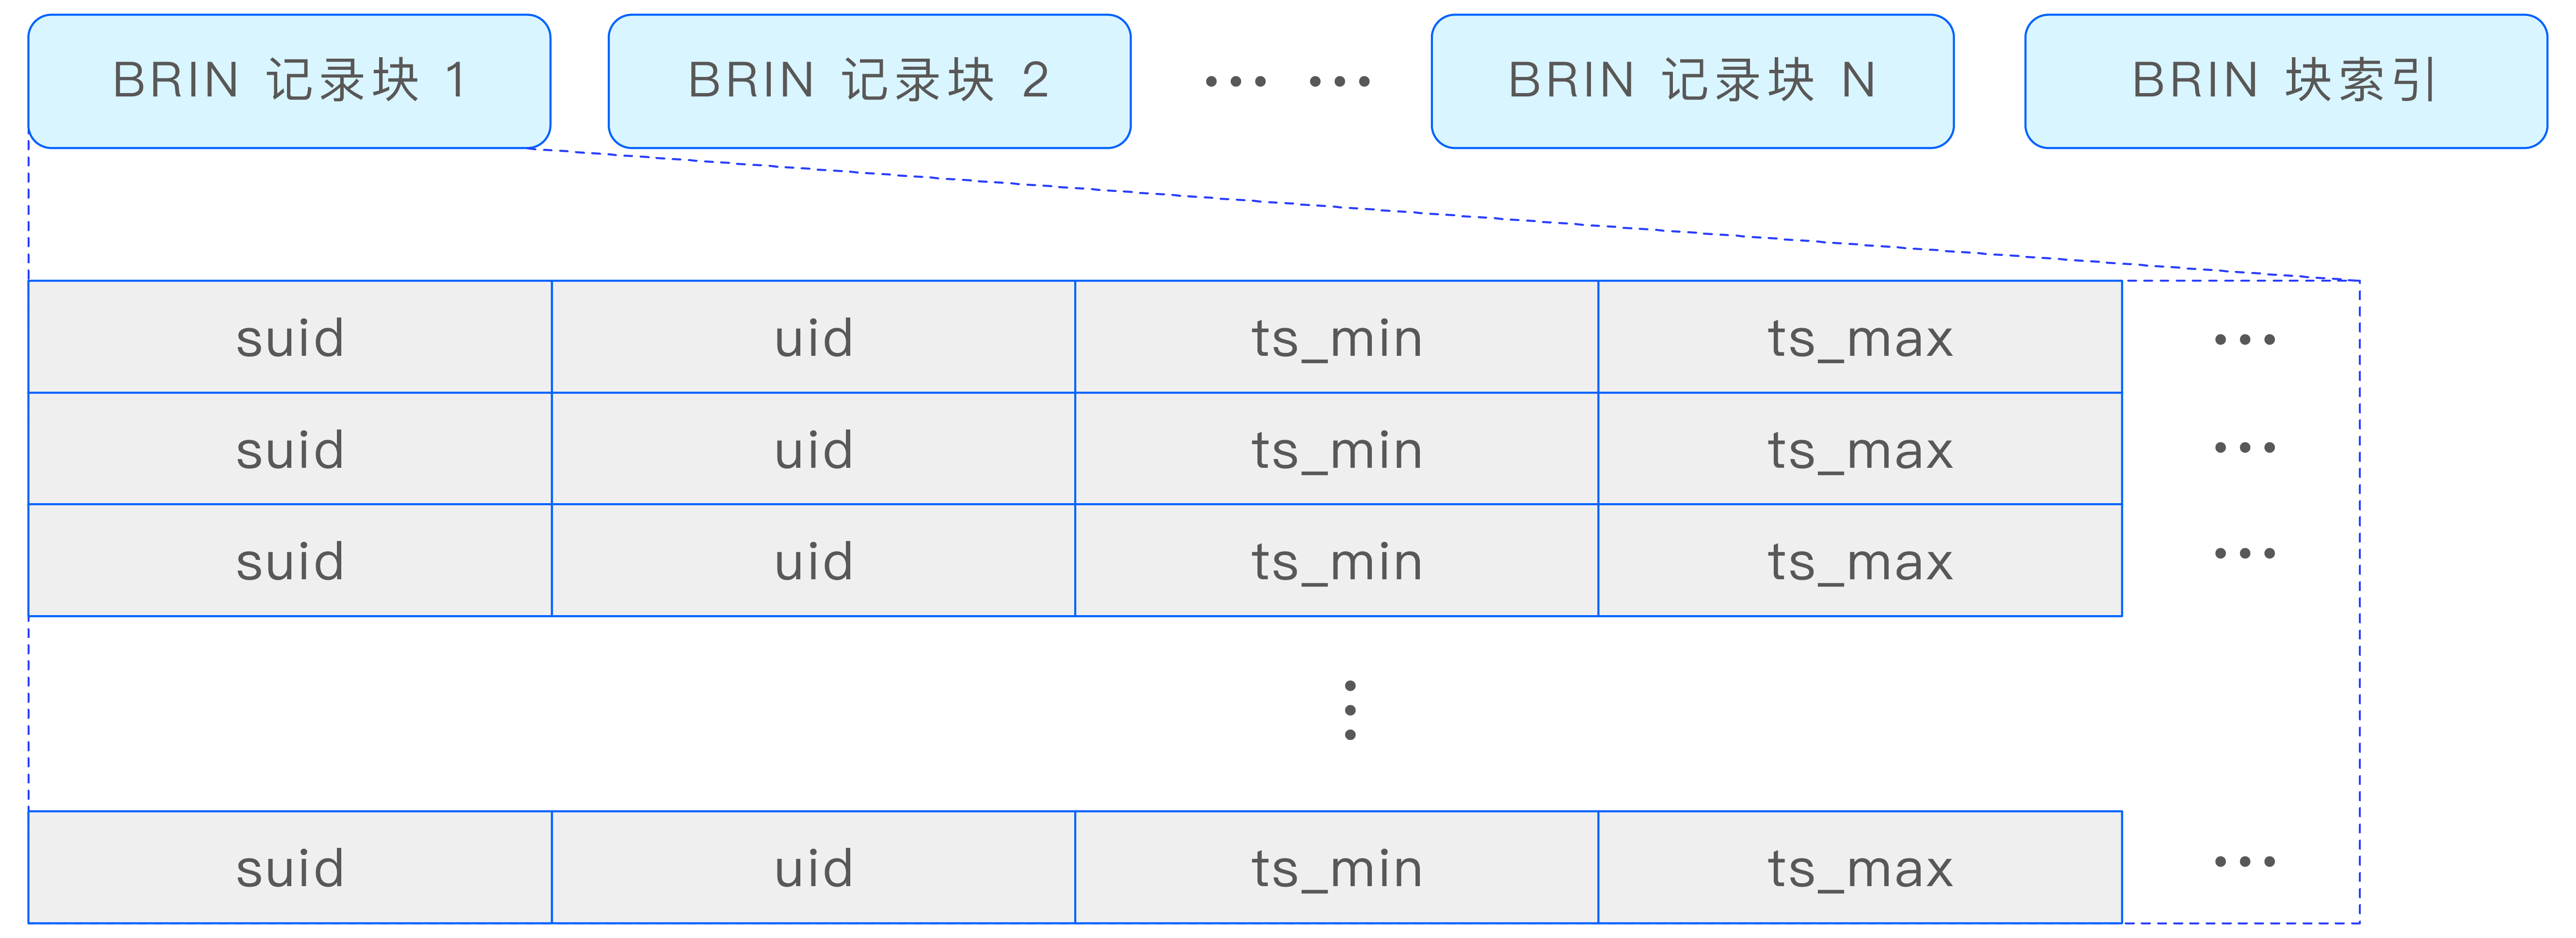 BRIN 记录块 1 BRIN 记录块 2 ··· ··· BRIN 记录块 N BRIN 块索引
suid uid ts_min ts_max ···
suid uid ts_min ts_max ···
suid uid ts_min ts_max ···
⋮
suid uid ts_min ts_max ···